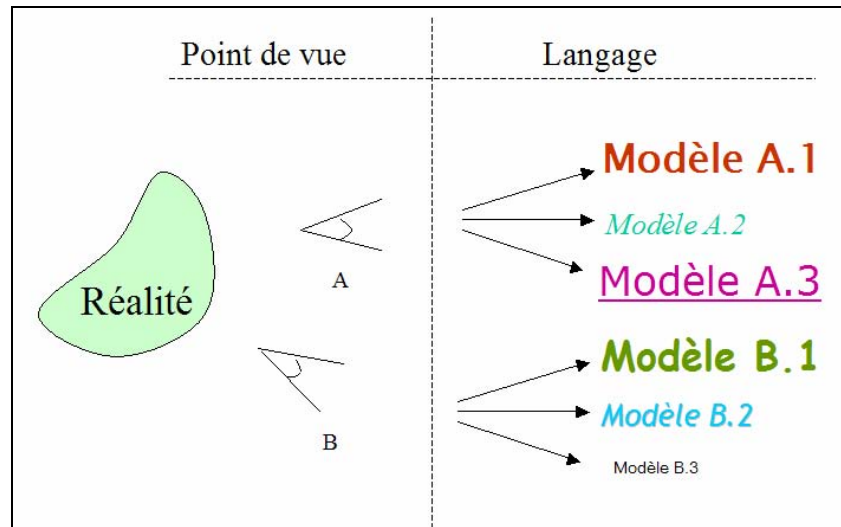 Point de vue
Langage
Réalité
A
B
Modèle A.1
Modèle A.2
Modèle A.3
Modèle B.1
Modèle B.2
Modèle B.3